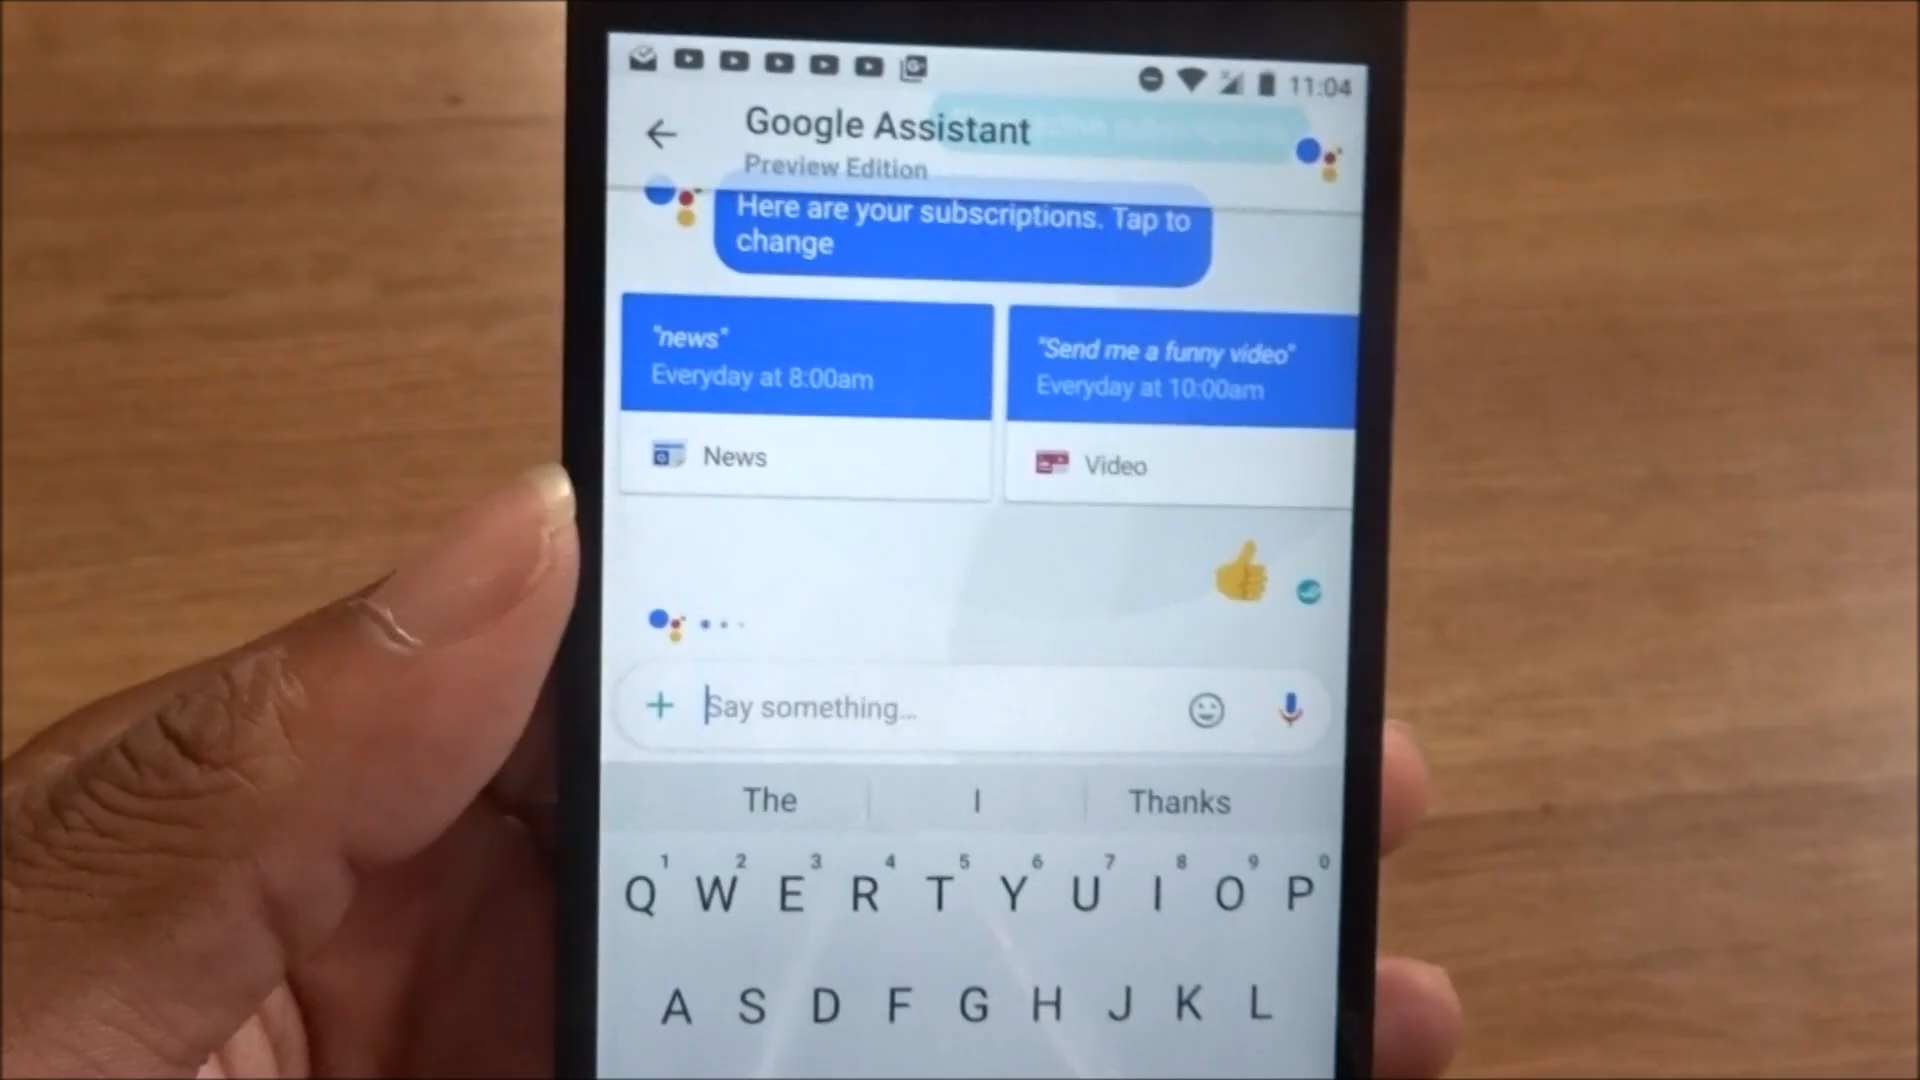 11:04
Google Assistant
Preview Edition
Here are your subscriptions. Tap to
change
"news"
Everyday at 8:00am
News
"Send me a funny video"
Everyday at 10:00am
Video
Say something...
The I Thanks
1 2 3 4 5 6 7 8 9 0
Q W E R T Y U I O P
A S D F G H J K L